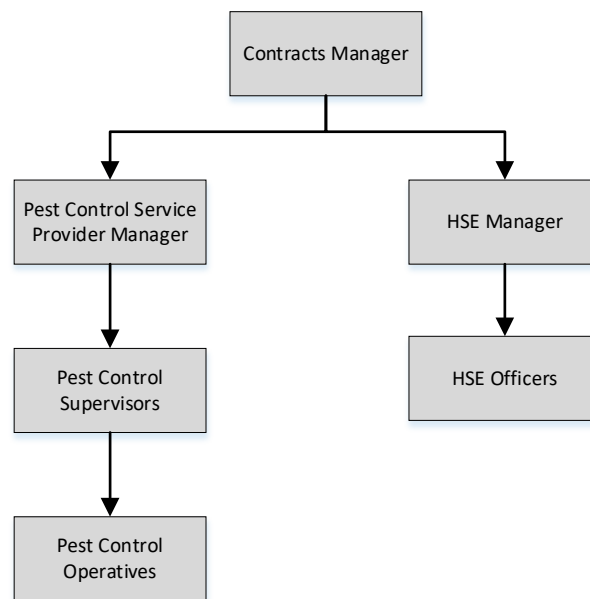 Contracts Manager
Pest Control Service
Provider Manager
HSE Manager
Pest Control
Supervisors
HSE Officers
Pest Control
Operatives